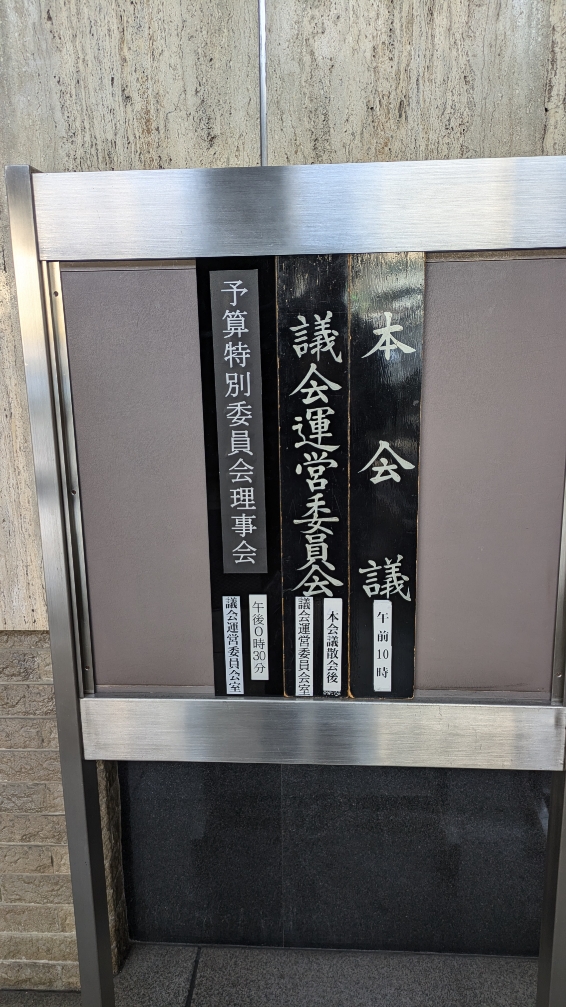 本会議
午前10時
議会運営委員会
本会議散会後
議会運営委員会室
予算特別委員会理事会
午後0時30分
議会運営委員会室